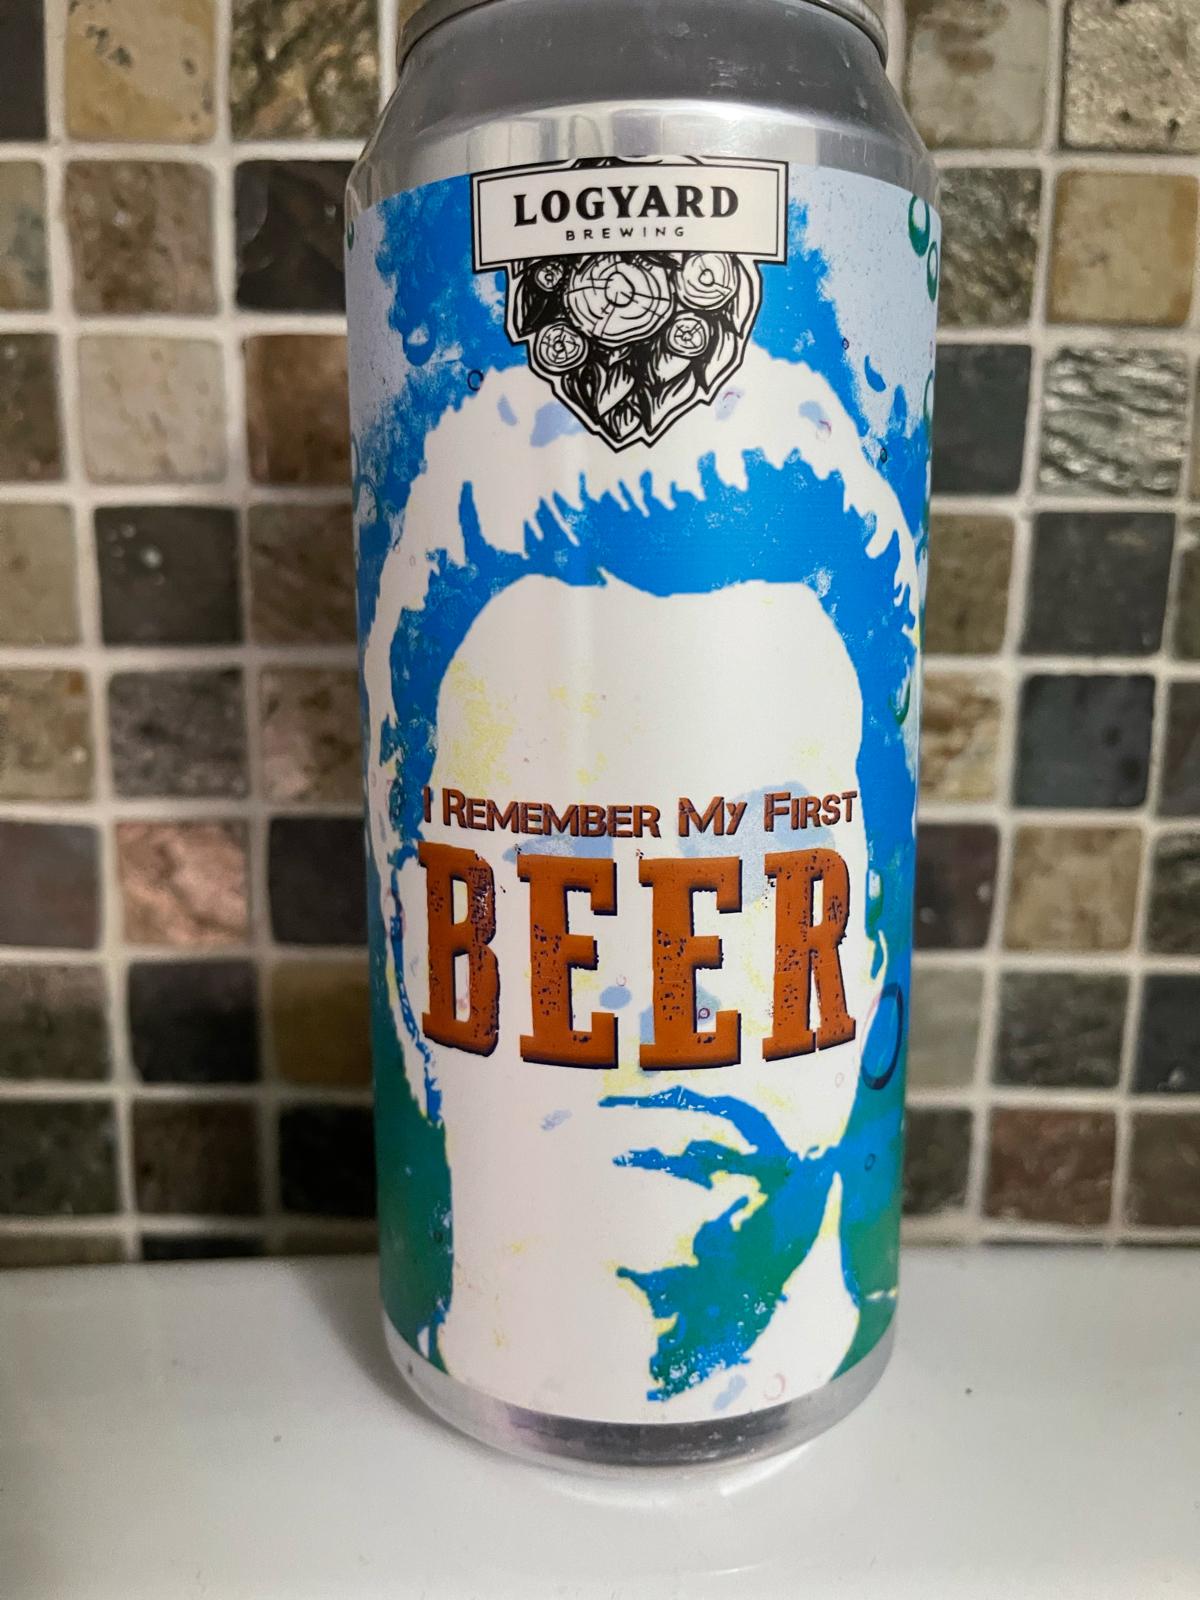 LOGYARD
BREWING
I REMEMBER MY FIRST
BEER